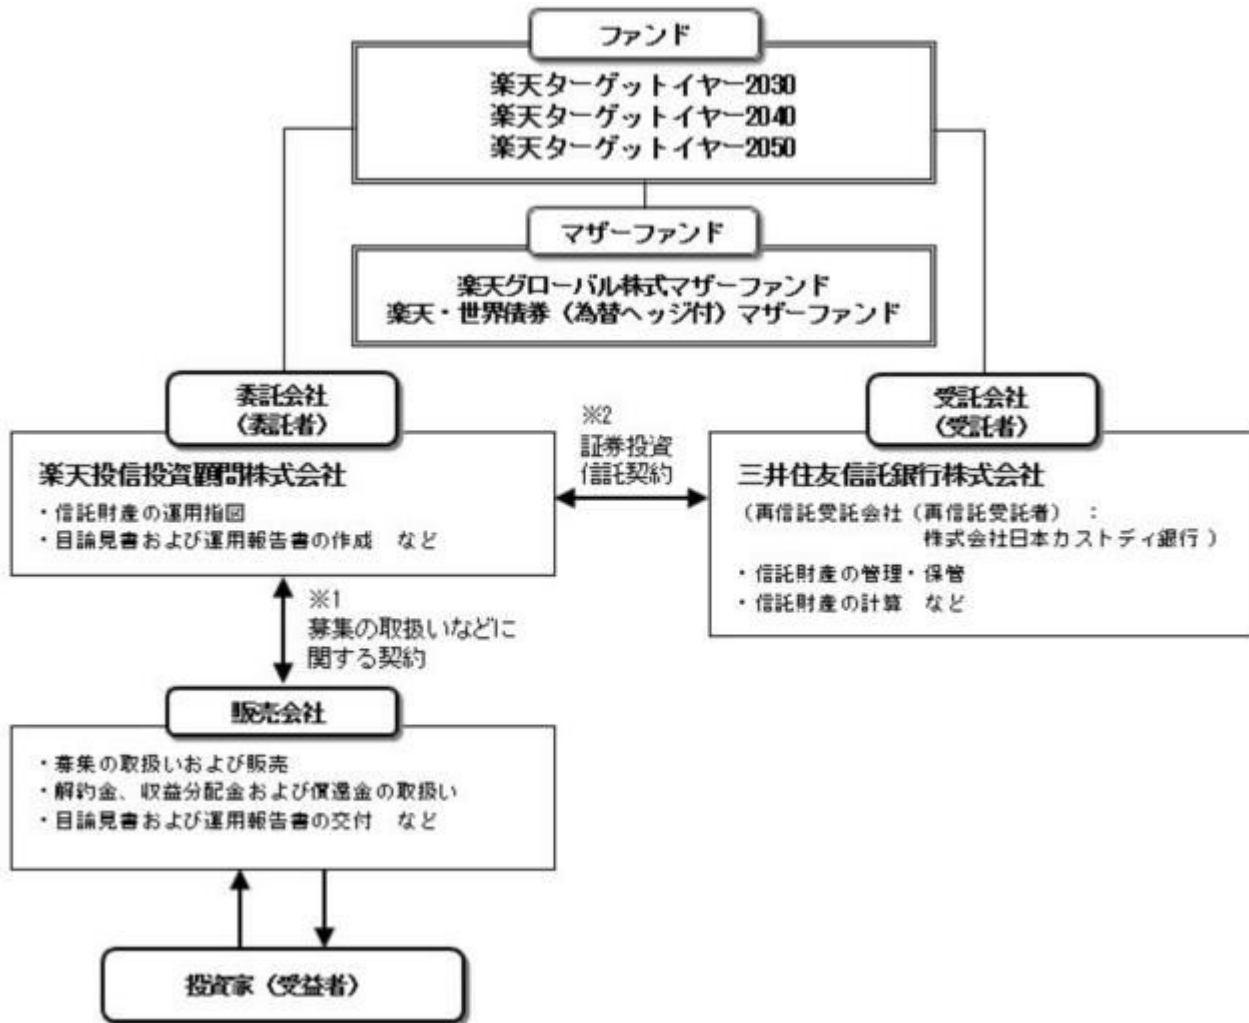 ファンド
楽天ターゲットイヤー2030
楽天ターゲットイヤー2040
楽天ターゲットイヤー2050
マザーファンド
楽天グローバル株式マザーファンド
楽天・世界債券（為替ヘッジ付）マザーファンド
委託会社
（委託者）
楽天投信投資顧問株式会社
・信託財産の運用指図
・目論見書および運用報告書の作成　など
※2
証券投資
信託契約
受託会社
（受託者）
三井住友信託銀行株式会社
（再信託受託会社（再信託受託者）　：
株式会社日本カストディ銀行 ）
・信託財産の管理・保管
・信託財産の計算　など
※1
募集の取扱いなどに
関する契約
販売会社
・募集の取扱いおよび販売
・解約金、収益分配金および償還金の取扱い
・目論見書および運用報告書の交付　など
投資家（受益者）